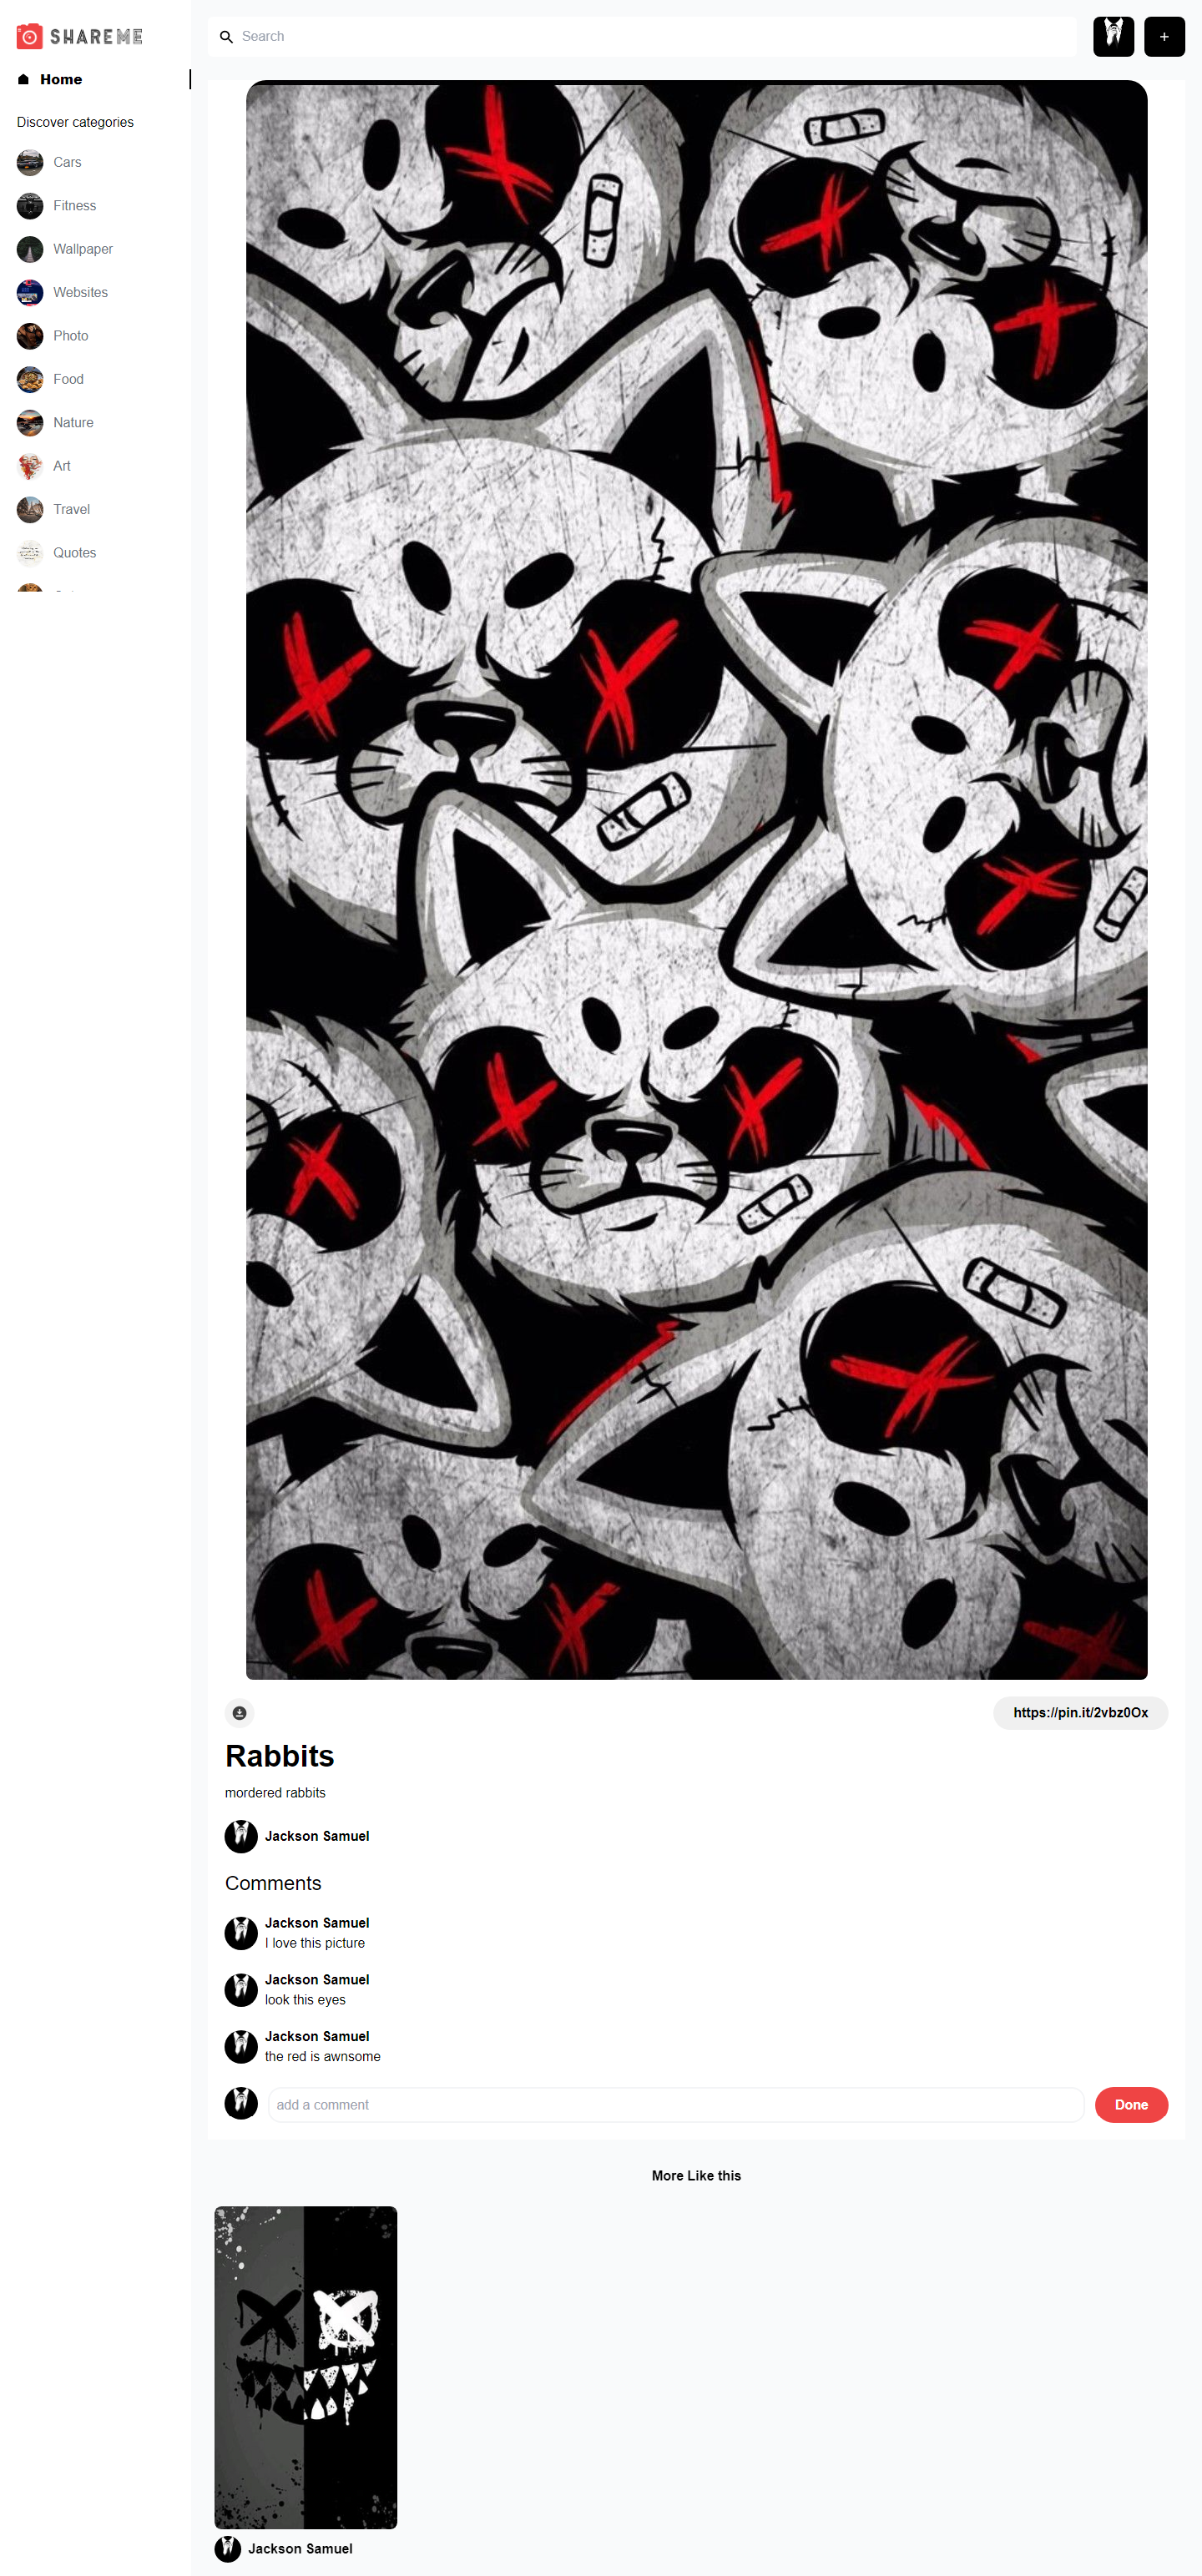 SHAREME
Search
+
Home
Discover categories
Cars
Fitness
Wallpaper
Websites
Photo
Food
Nature
Art
Travel
Quotes
https://pin.it/2vbz0Ox
Rabbits
mordered rabbits
Jackson Samuel
Comments
Jackson Samuel
I love this picture
Jackson Samuel
look this eyes
Jackson Samuel
the red is awnsome
add a comment
Done
More Like this
Jackson Samuel